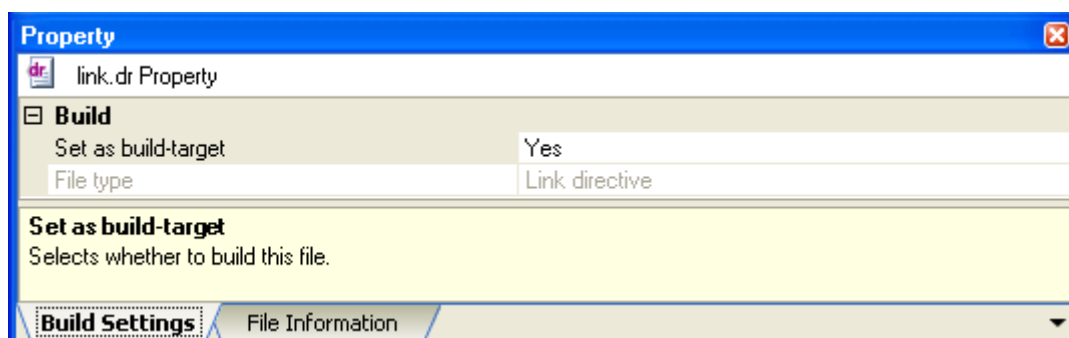 Property
dr link.dr Property
Build
Set as build-target Yes
File type Link directive
Set as build-target
Selects whether to build this file.
Build Settings File Information